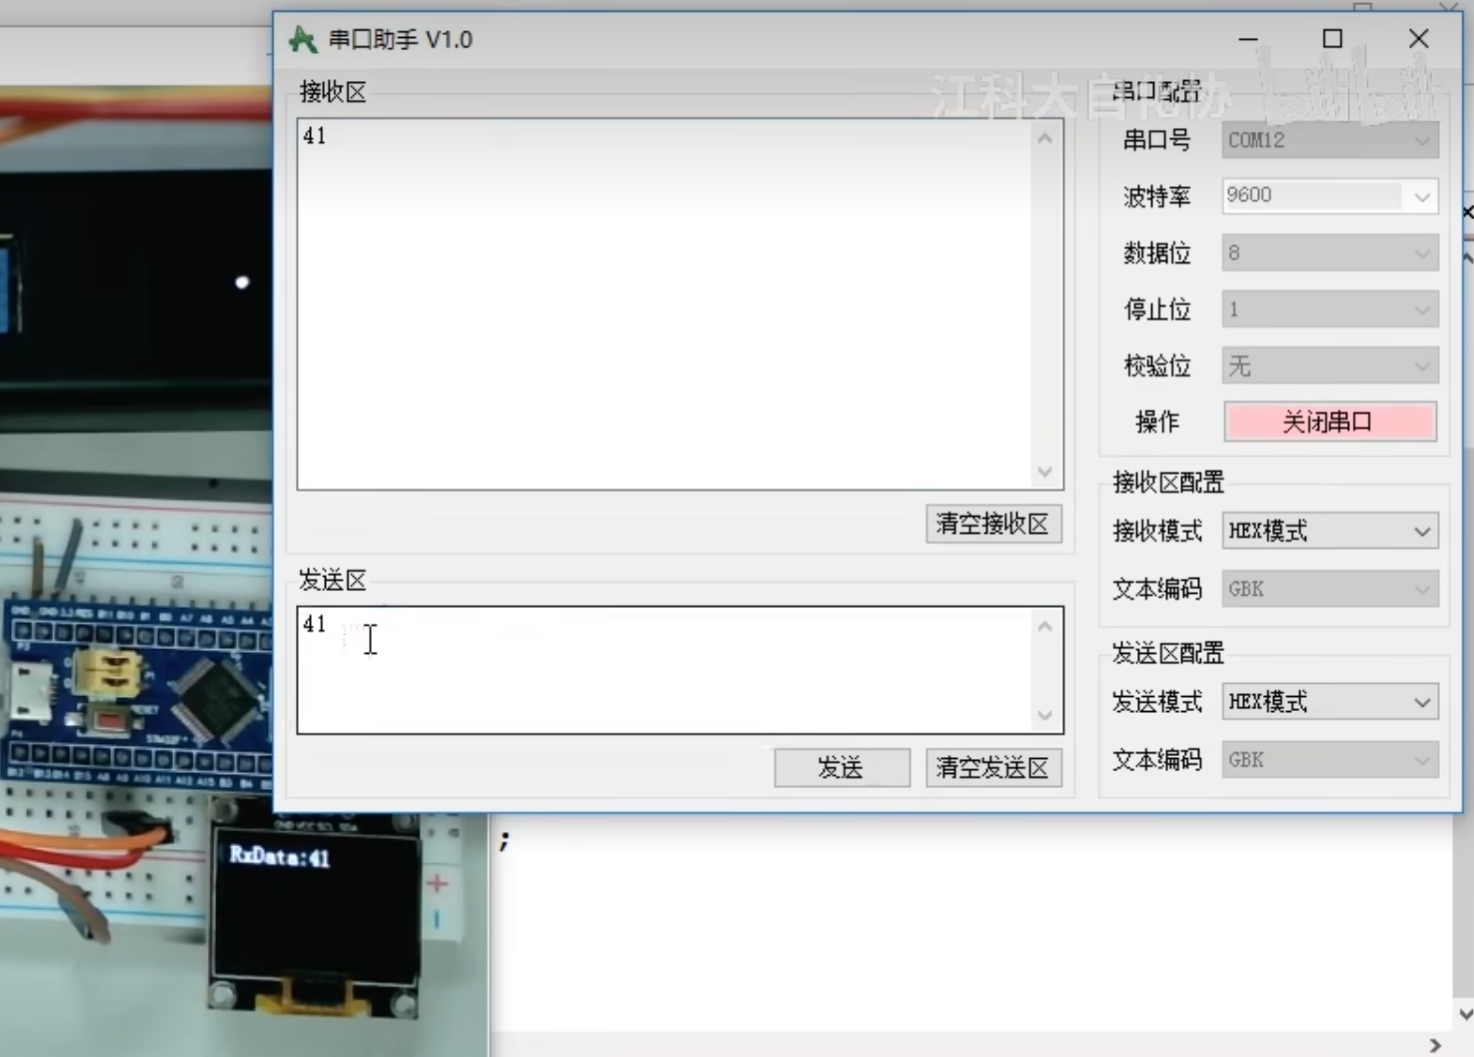 串口助手 V1.0
江科大自化协 bilibili
接收区
41
清空接收区
发送区
41
发送
清空发送区
串口配置
串口号 COM12
波特率 9600
数据位 8
停止位 1
校验位 无
操作 关闭串口
接收区配置
接收模式 HEX模式
文本编码 GBK
发送区配置
发送模式 HEX模式
文本编码 GBK
RxData:41
;